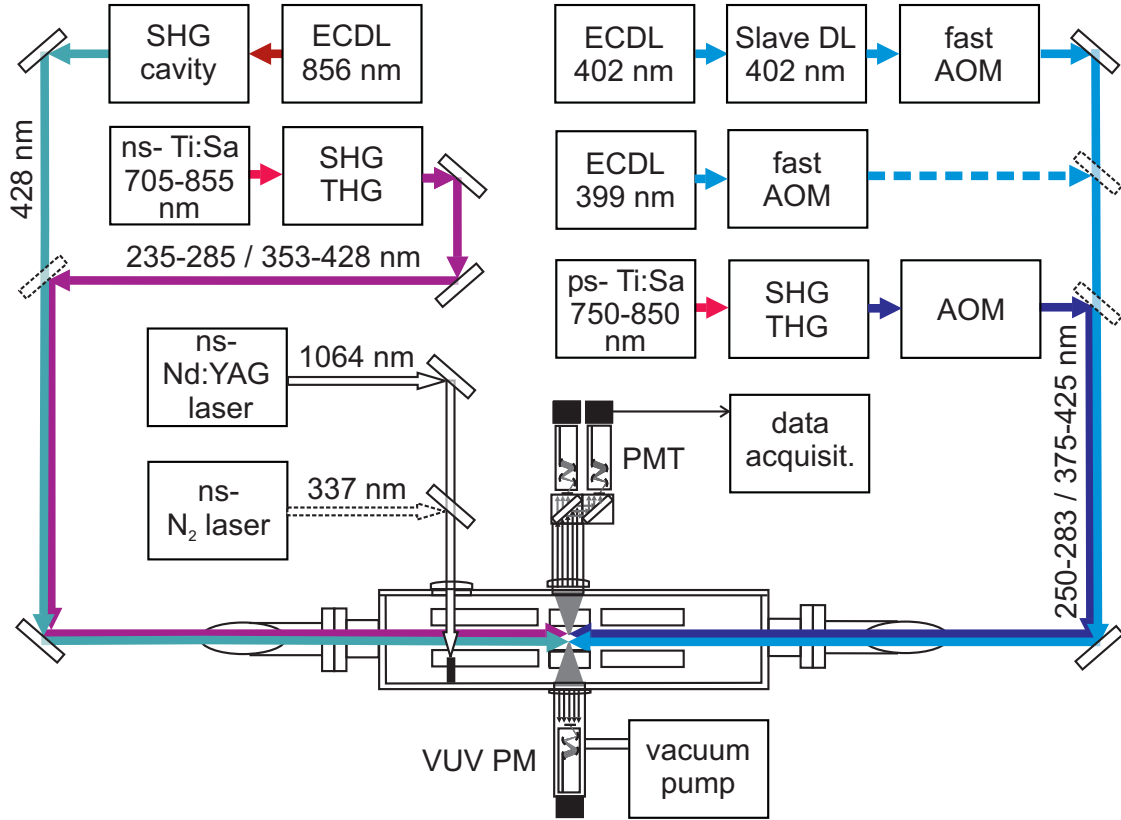 SHG
cavity
ECDL
856 nm
ECDL
402 nm
Slave DL
402 nm
fast
AOM
428 nm
ns- Ti:Sa
705-855
nm
SHG
THG
ECDL
399 nm
fast
AOM
235-285 / 353-428 nm
ps- Ti:Sa
750-850
nm
SHG
THG
AOM
ns-
Nd:YAG
laser
1064 nm
250-283 / 375-425 nm
PMT
data
acquisit.
ns-
N₂ laser
337 nm
VUV PM
vacuum
pump